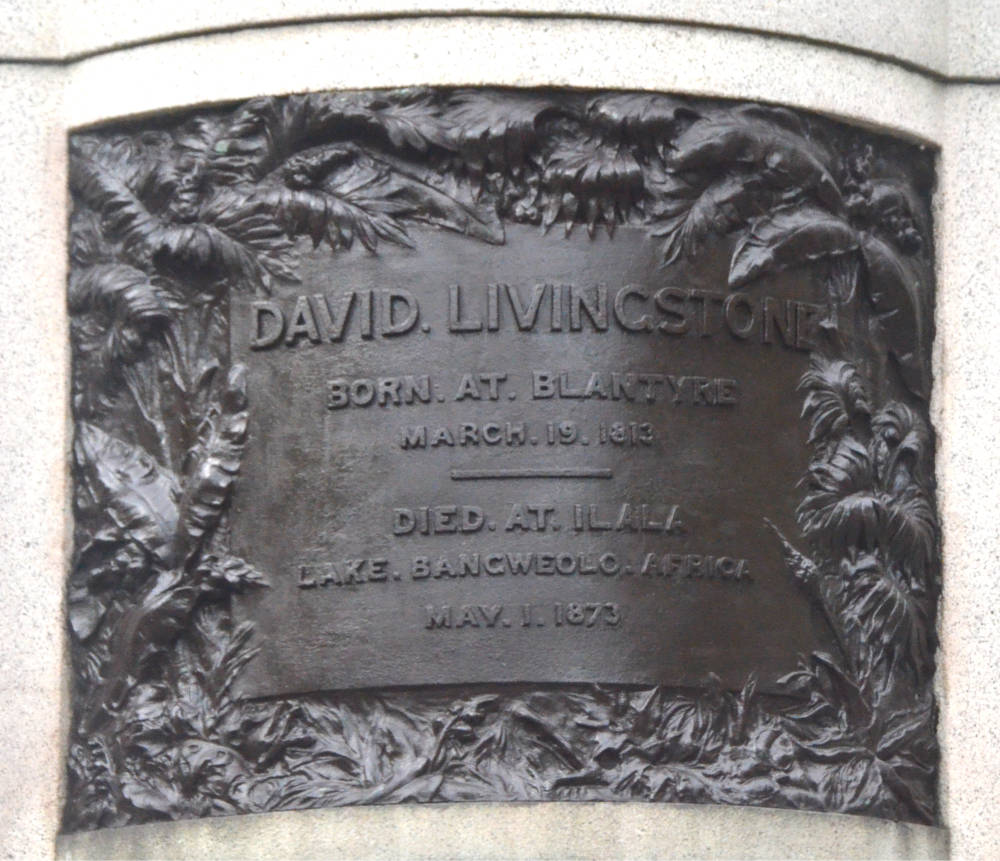 DAVID. LIVINGSTONE
BORN. AT. BLANTYRE
MARCH. 19. 1813
DIED. AT. ILALA
LAKE. BANGWEOLO. AFRICA
MAY. 1. 1873